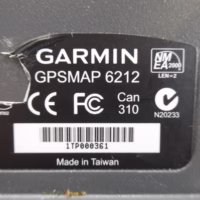 GARMIN
NMEA
2000
LEN=2
GPSMAP 6212
CE FC Can
310
N20233
1TP000361
Made in Taiwan